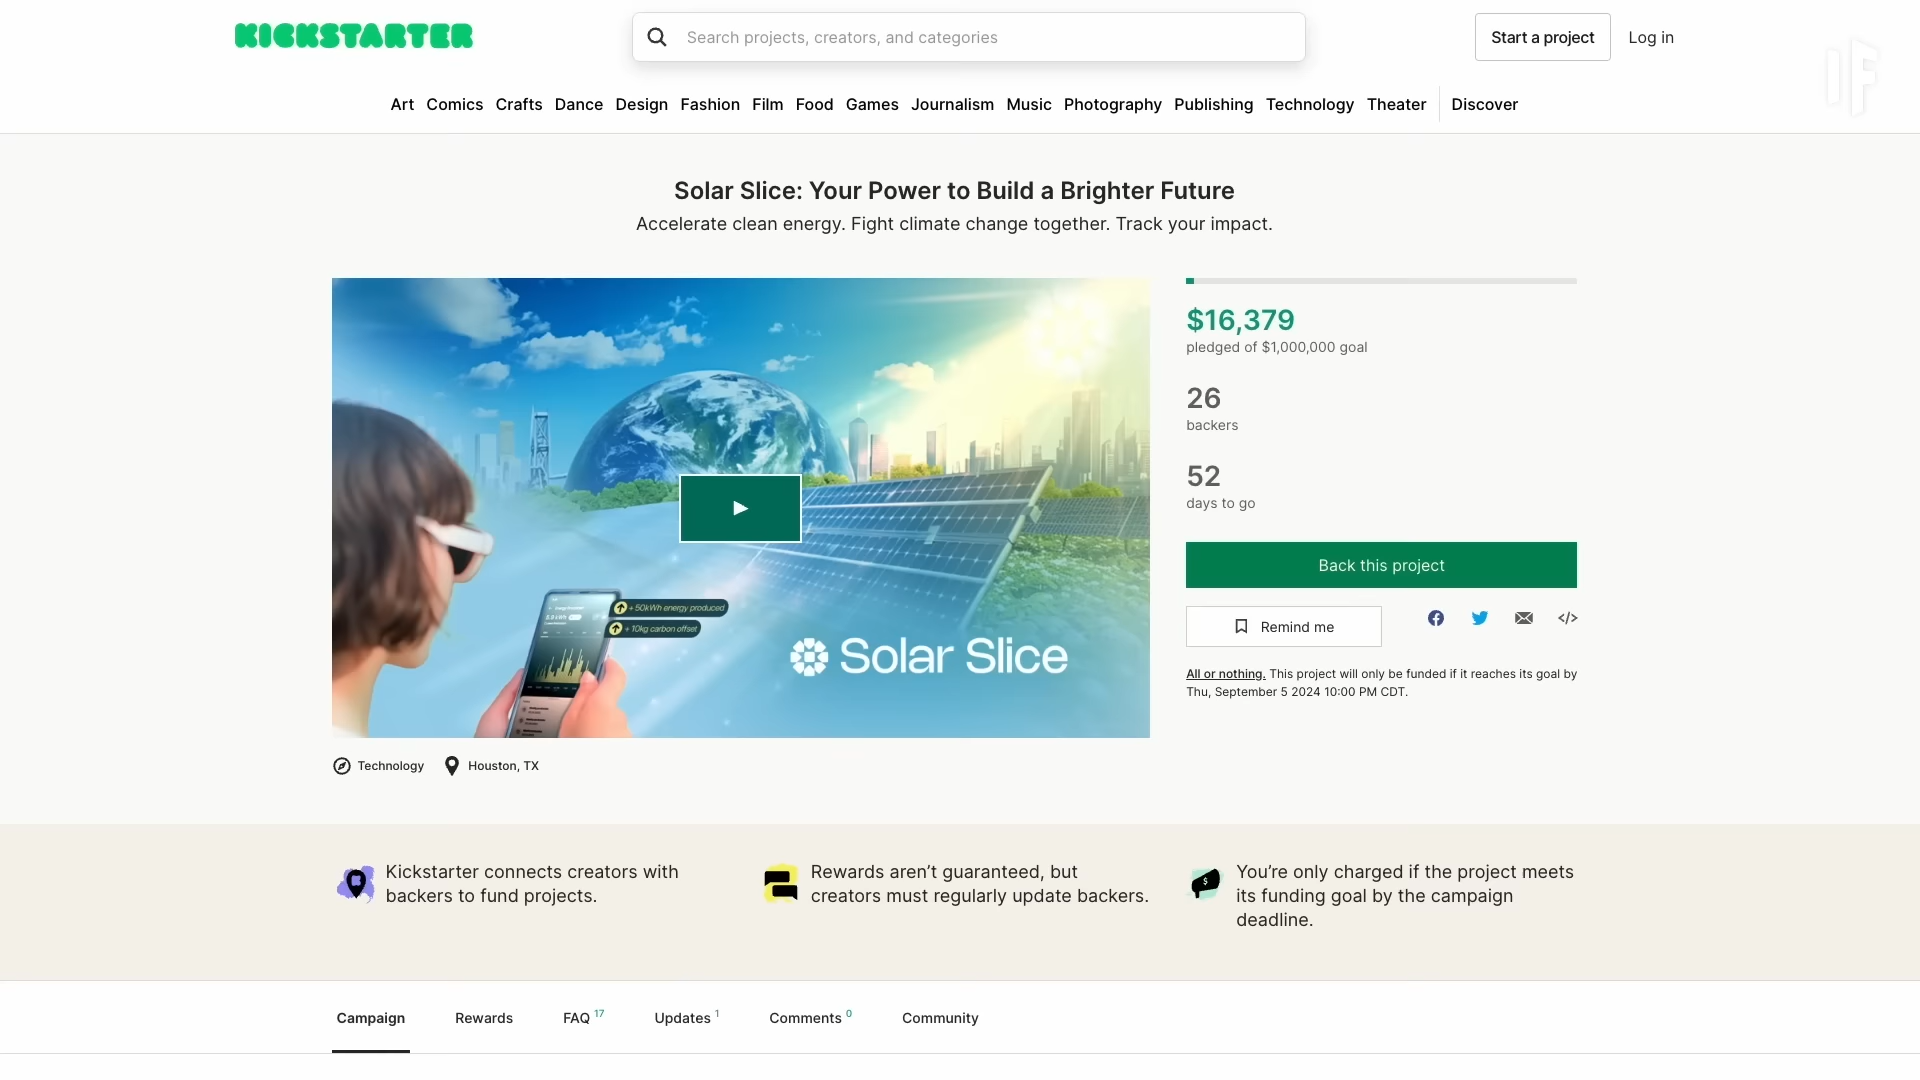 KICKSTARTER
Search projects, creators, and categories
Start a project
Log in
IF
Art Comics Crafts Dance Design Fashion Film Food Games Journalism Music Photography Publishing Technology Theater Discover
Solar Slice: Your Power to Build a Brighter Future
Accelerate clean energy. Fight climate change together. Track your impact.
+ 50kWh energy produced
+ 10kg carbon offset
Solar Slice
$16,379
pledged of $1,000,000 goal
26
backers
52
days to go
Back this project
Remind me
All or nothing. This project will only be funded if it reaches its goal by
Thu, September 5 2024 10:00 PM CDT.
Technology
Houston, TX
Kickstarter connects creators with
backers to fund projects.
Rewards aren’t guaranteed, but
creators must regularly update backers.
You’re only charged if the project meets
its funding goal by the campaign
deadline.
Campaign
Rewards
FAQ 17
Updates 1
Comments 0
Community